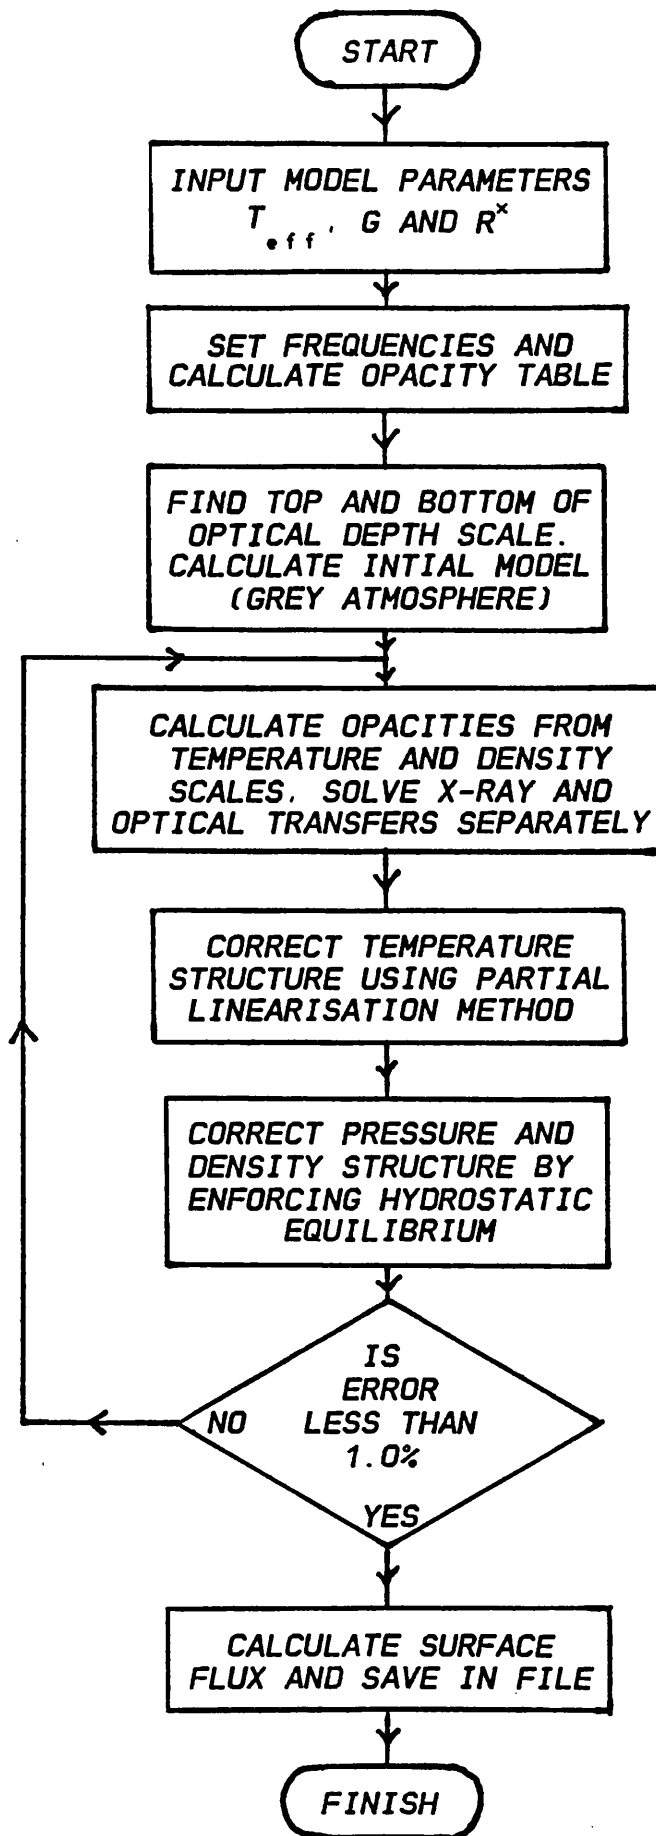 START
INPUT MODEL PARAMETERS
T_eff, G AND R^x
SET FREQUENCIES AND
CALCULATE OPACITY TABLE
FIND TOP AND BOTTOM OF
OPTICAL DEPTH SCALE.
CALCULATE INTIAL MODEL
(GREY ATMOSPHERE)
CALCULATE OPACITIES FROM
TEMPERATURE AND DENSITY
SCALES. SOLVE X-RAY AND
OPTICAL TRANSFERS SEPARATELY
CORRECT TEMPERATURE
STRUCTURE USING PARTIAL
LINEARISATION METHOD
CORRECT PRESSURE AND
DENSITY STRUCTURE BY
ENFORCING HYDROSTATIC
EQUILIBRIUM
IS
ERROR
NO LESS THAN
1.0%
YES
CALCULATE SURFACE
FLUX AND SAVE IN FILE
FINISH